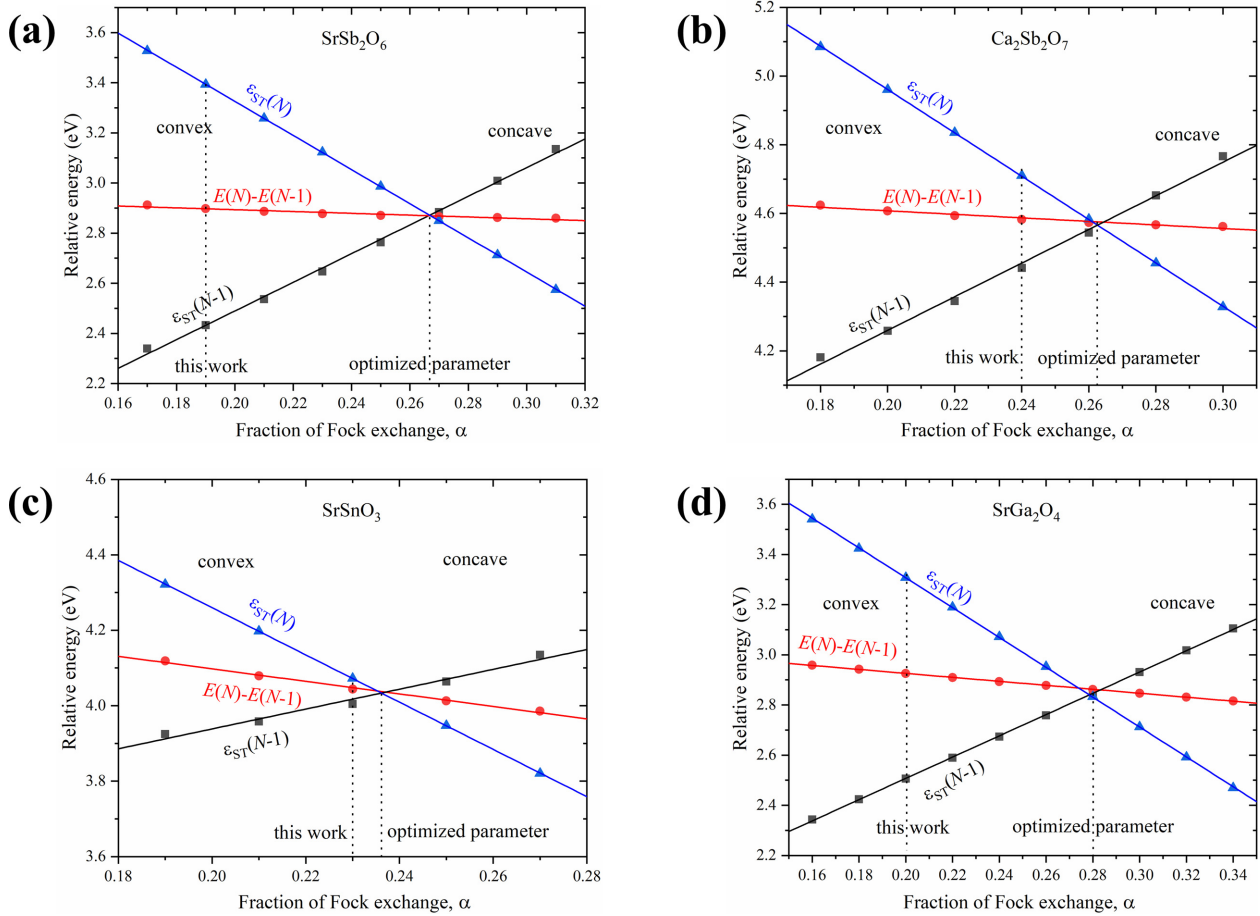 (a)
SrSb₂O₆
Relative energy (eV)
3.6
3.4
3.2
3.0
2.8
2.6
2.4
2.2
εST(N)
convex
concave
E(N)-E(N-1)
εST(N-1)
this work
optimized parameter
0.16 0.18 0.20 0.22 0.24 0.26 0.28 0.30 0.32
Fraction of Fock exchange, α
(b)
Ca₂Sb₂O₇
Relative energy (eV)
5.2
5.0
4.8
4.6
4.4
4.2
εST(N)
convex
concave
E(N)-E(N-1)
εST(N-1)
this work
optimized parameter
0.18 0.20 0.22 0.24 0.26 0.28 0.30
Fraction of Fock exchange, α
(c)
SrSnO₃
Relative energy (eV)
4.6
4.4
4.2
4.0
3.8
3.6
convex
concave
εST(N)
E(N)-E(N-1)
εST(N-1)
this work
optimized parameter
0.18 0.20 0.22 0.24 0.26 0.28
Fraction of Fock exchange, α
(d)
SrGa₂O₄
Relative energy (eV)
3.6
3.4
3.2
3.0
2.8
2.6
2.4
2.2
εST(N)
convex
concave
E(N)-E(N-1)
εST(N-1)
this work
optimized parameter
0.16 0.18 0.20 0.22 0.24 0.26 0.28 0.30 0.32 0.34
Fraction of Fock exchange, α